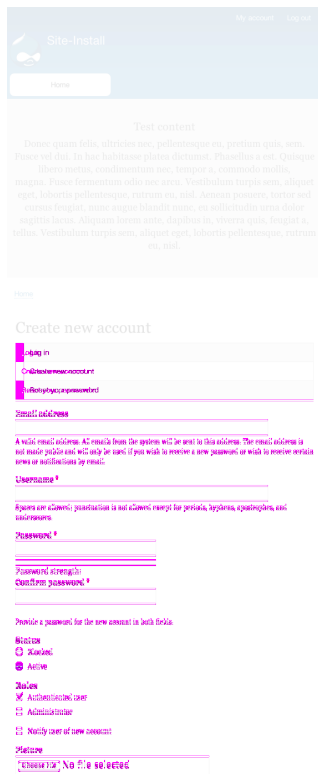 My account Log out
Site-Install
Home
Text content
Donec quam felis, ultricies nec, pellentesque eu, pretium quis, sem.
Fusce vel dui. In hac habitasse platea dictumst. Phasellus a est. Quisque
libero metus, condimentum nec, tempor a, commodo mollis,
magna. Fusce fermentum odio nec arcu. Vestibulum turpis sem, aliquet
eget, lobortis pellentesque, rutrum eu, nisl. Aenean posuere, tortor sed
cursus feugiat, nunc augue blandit nunc, eu sollicitudin urna dolor
sagittis lacus. Aliquam lorem ante, dapibus in, viverra quis, feugiat a,
tellus. Vestibulum turpis sem, aliquet eget, lobortis pellentesque, rutrum
eu, nisl.
Home
Create new account
Log in
Email address
A valid email address. All emails from the system will be sent to this address. The email address is
not made public and will only be used if you wish to receive a new password or wish to receive certain
news or notifications by email.
Username *
Spaces are allowed; punctuation is not allowed except for periods, hyphens, apostrophes, and
underscores.
Password *
Password strength:
Confirm password *
Provide a password for the new account in both fields.
Status
Blocked
Active
Roles
Authenticated user
Administrator
Notify user of new account
Picture
Choose File No file selected